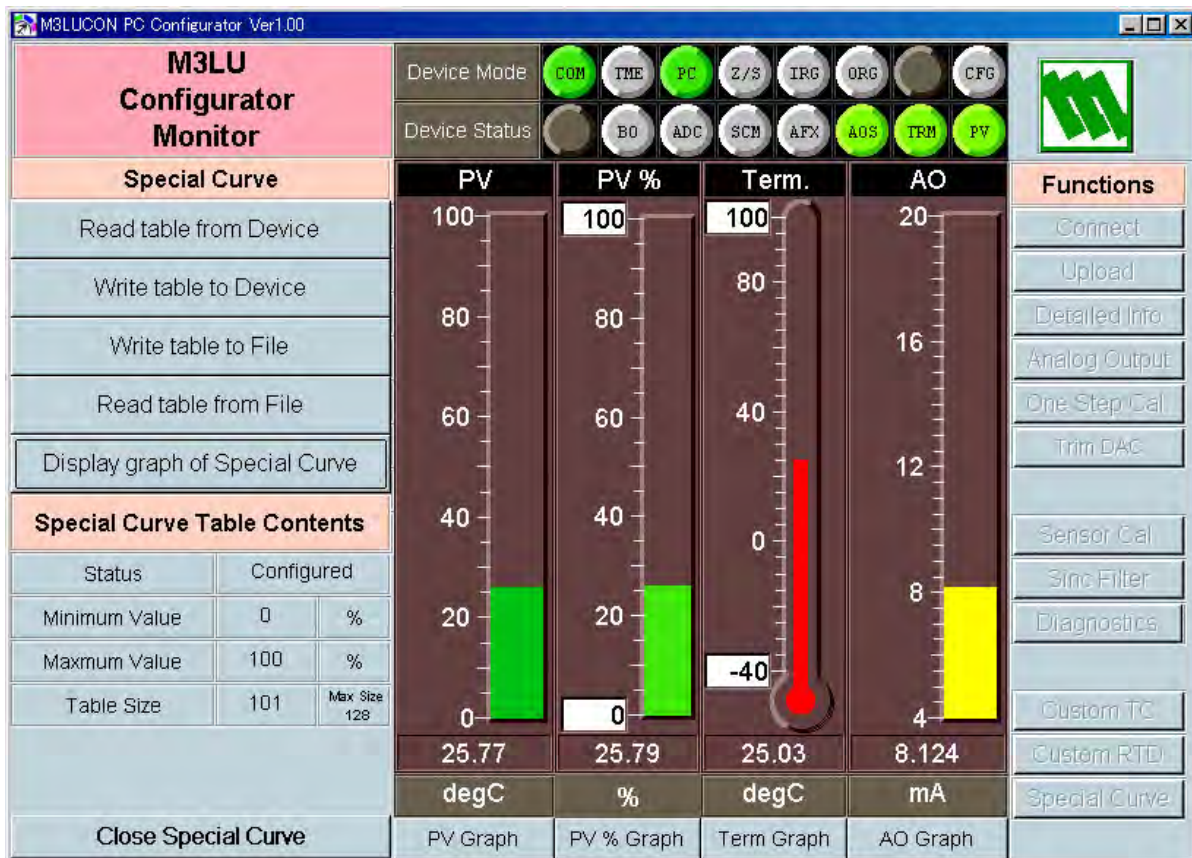 M3LUCON PC Configurator Ver1.00
M3LU
Configurator
Monitor
Device Mode
COM
TME
PC
Z/S
IRG
ORG
CFG
Device Status
BO
ADC
SCM
AFX
AOS
TRM
PV
Special Curve
Read table from Device
Write table to Device
Write table to File
Read table from File
Display graph of Special Curve
Special Curve Table Contents
Status Configured
Minimum Value 0 %
Maxmum Value 100 %
Table Size 101 Max Size
128
Close Special Curve
PV
100
80
60
40
20
0
25.77
degC
PV Graph
PV %
100
80
60
40
20
0
25.79
%
PV % Graph
Term.
100
80
40
0
-40
25.03
degC
Term Graph
AO
20
16
12
8
4
8.124
mA
AO Graph
Functions
Connect
Upload
Detailed Info
Analog Output
One Step Cal
Trim DAC
Sensor Cal
Sinc Filter
Diagnostics
Custom TC
Custom RTD
Special Curve